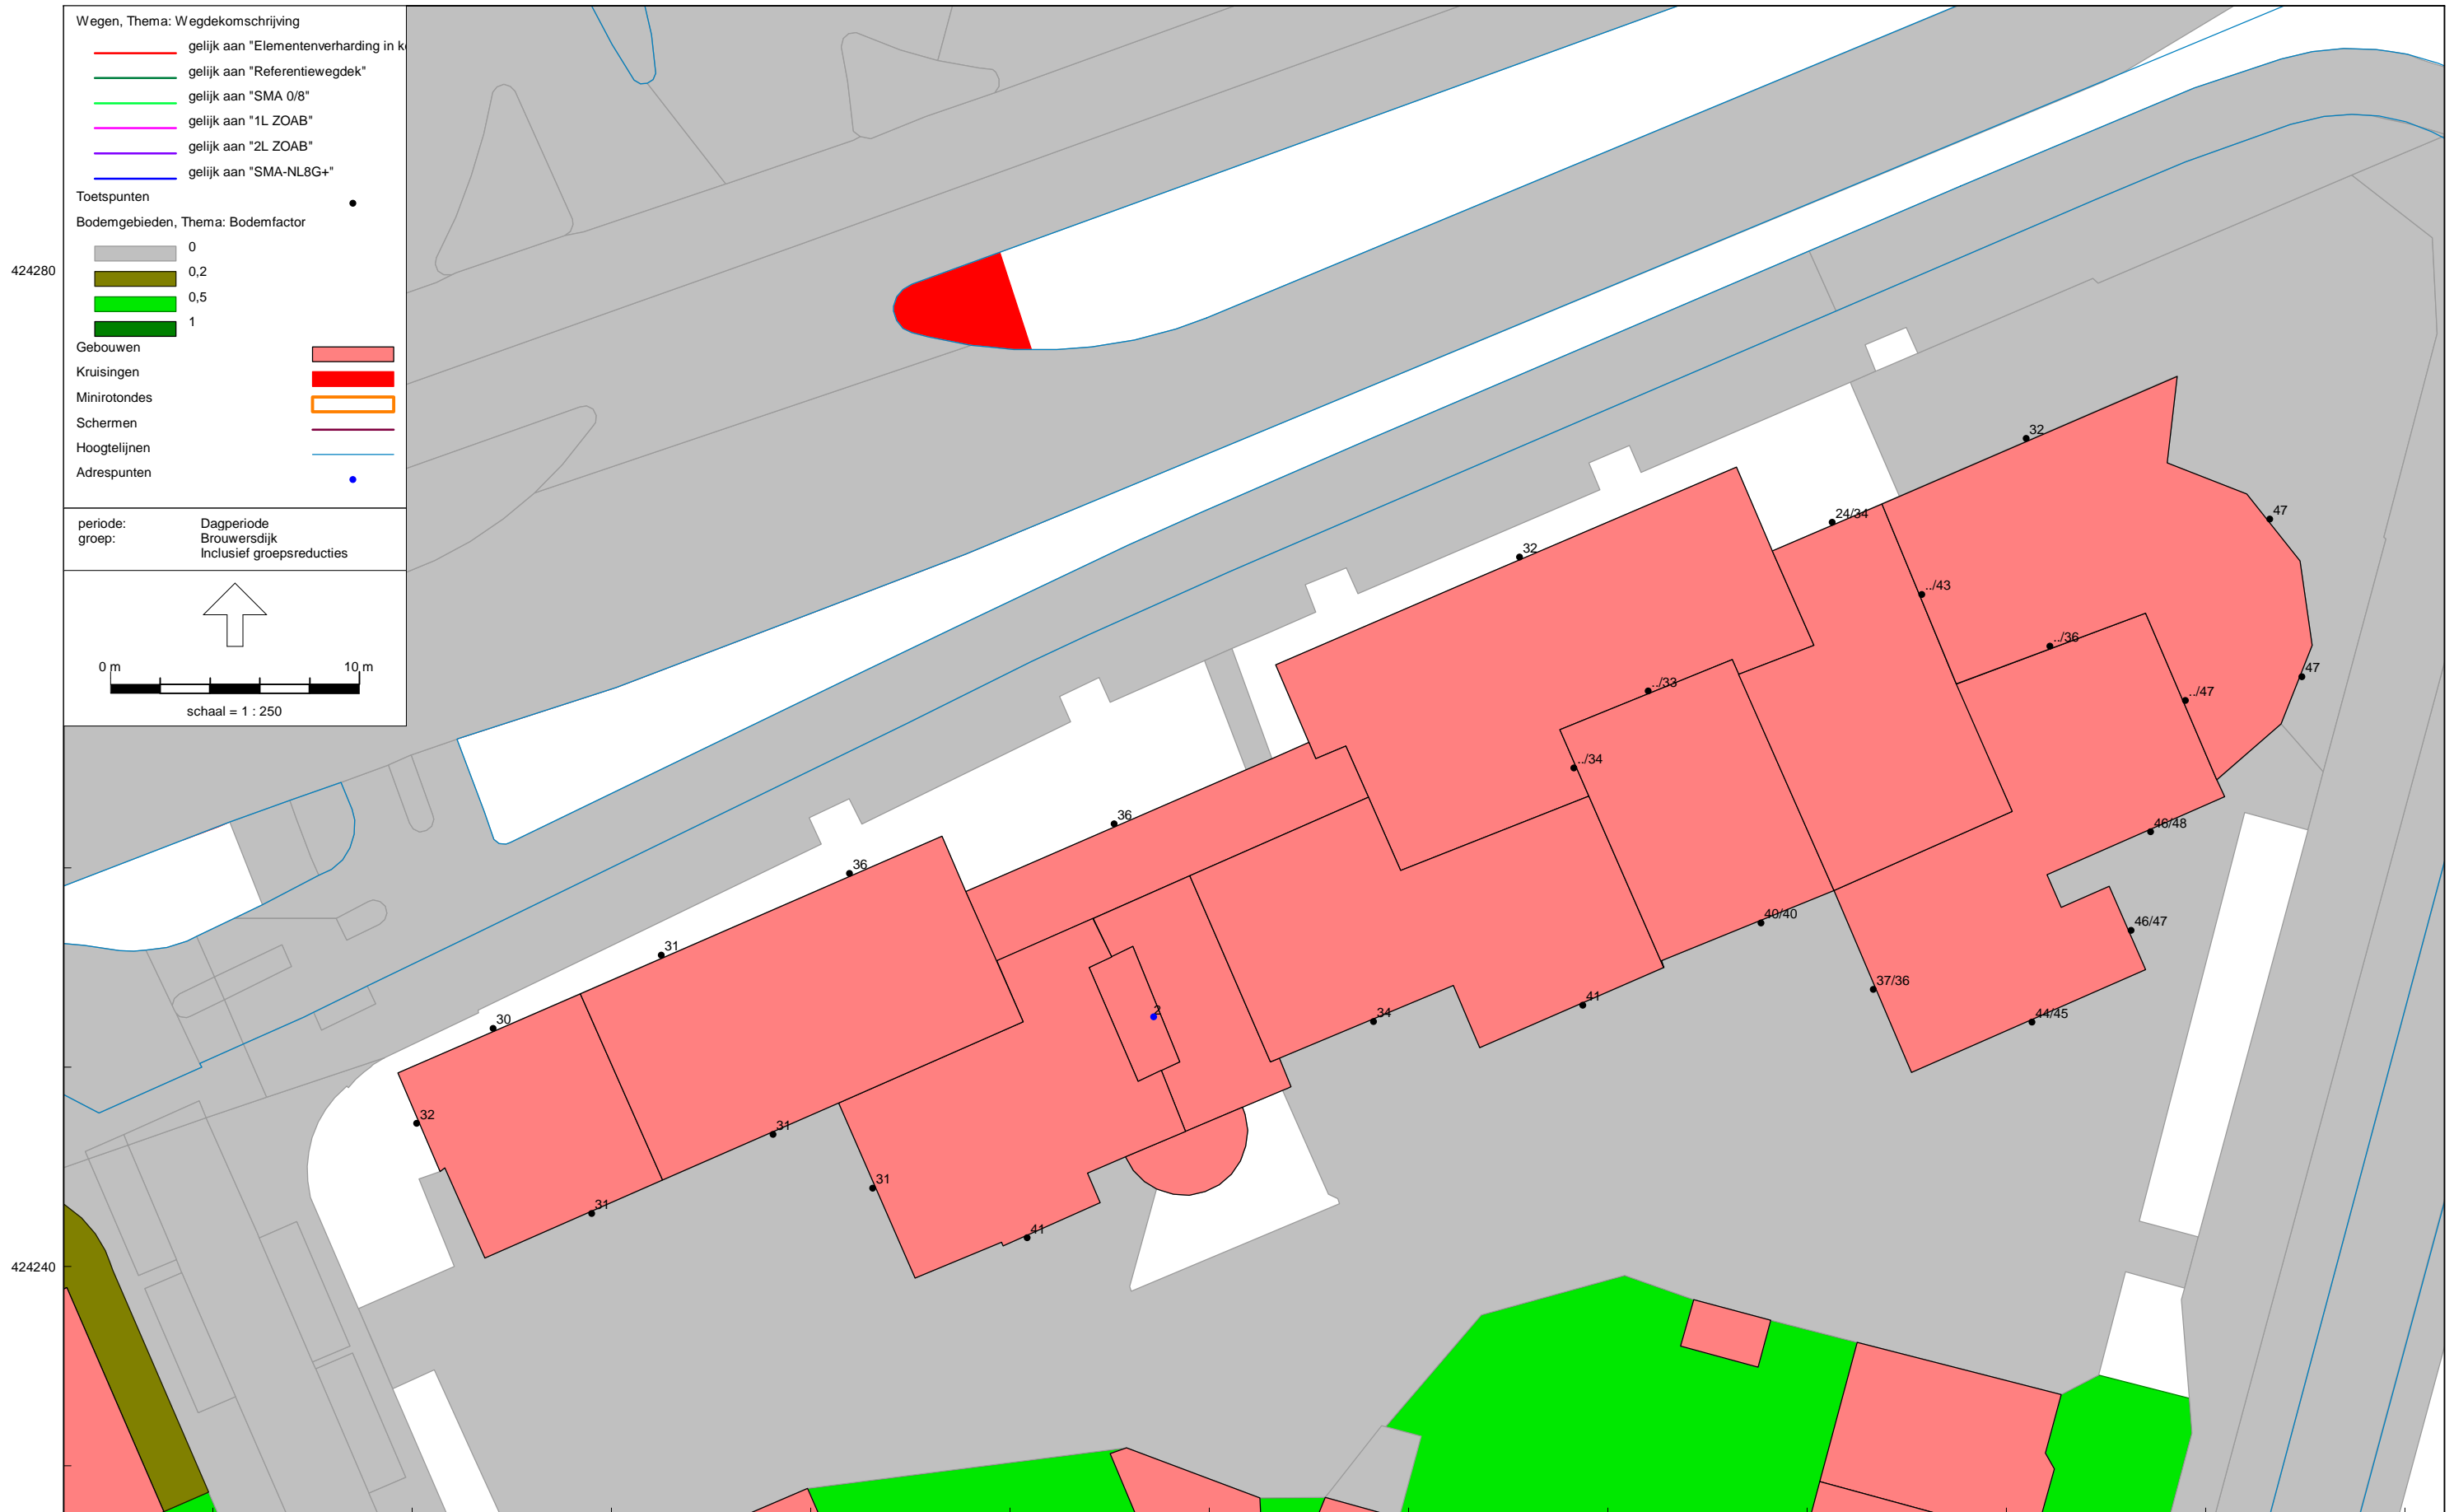 Wegen, Thema: Wegdekomschrijving
gelijk aan "Elementenverharding in k
gelijk aan "Referentiewegdek"
gelijk aan "SMA 0/8"
gelijk aan "1L ZOAB"
gelijk aan "2L ZOAB"
gelijk aan "SMA-NL8G+"
Toetspunten
Bodemgebieden, Thema: Bodemfactor
0
0,2
0,5
1
Gebouwen
Kruisingen
Minirotondes
Schermen
Hoogtelijnen
Adrespunten
periode: Dagperiode
groep: Brouwersdijk
Inclusief groepsreducties
0 m 10 m
schaal = 1 : 250
424280
424240
32
47
24/34
32
../43
../36
47
../33
../47
../34
36
46/48
36
40/40
46/47
31
37/36
41
34
44/45
2
30
32
31
31
31
41